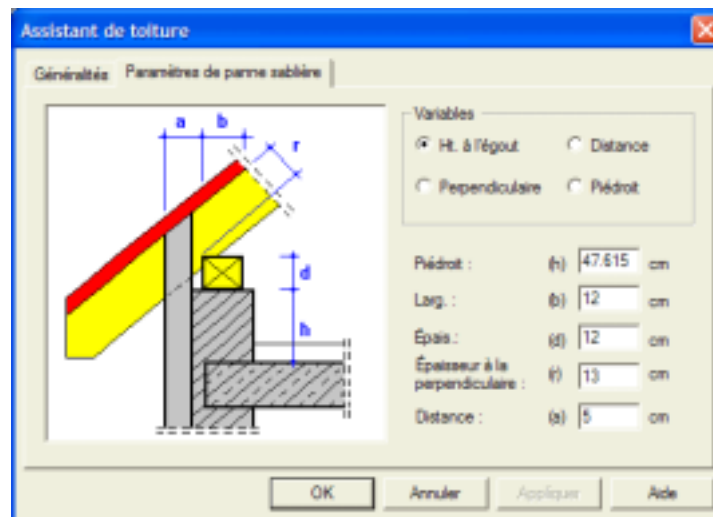 Assistant de toiture
Généralités Paramètres de panne sablière
a b
r
d
h
Variables
Ht. à l'égout Distance
Perpendiculaire Piédroit
Piédroit : (h) 47.615 cm
Larg. : (b) 12 cm
Épais : (d) 12 cm
Épaisseur à la
perpendiculaire : (r) 13 cm
Distance : (a) 5 cm
OK Annuler Appliquer Aide